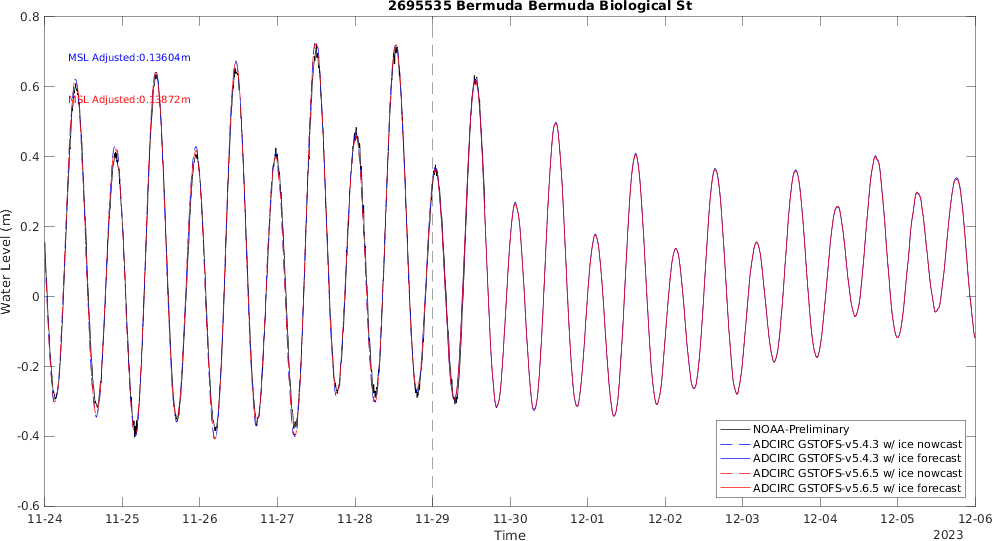 2695535 Bermuda Bermuda Biological St
0.8
0.6
0.4
0.2
0
-0.2
-0.4
-0.6
Water Level (m)
MSL Adjusted:0.13604m
MSL Adjusted:0.13872m
NOAA-Preliminary
ADCIRC GSTOFS-v5.4.3 w/ ice nowcast
ADCIRC GSTOFS-v5.4.3 w/ ice forecast
ADCIRC GSTOFS-v5.6.5 w/ ice nowcast
ADCIRC GSTOFS-v5.6.5 w/ ice forecast
11-24 11-25 11-26 11-27 11-28 11-29 11-30 12-01 12-02 12-03 12-04 12-05 12-06
Time
2023